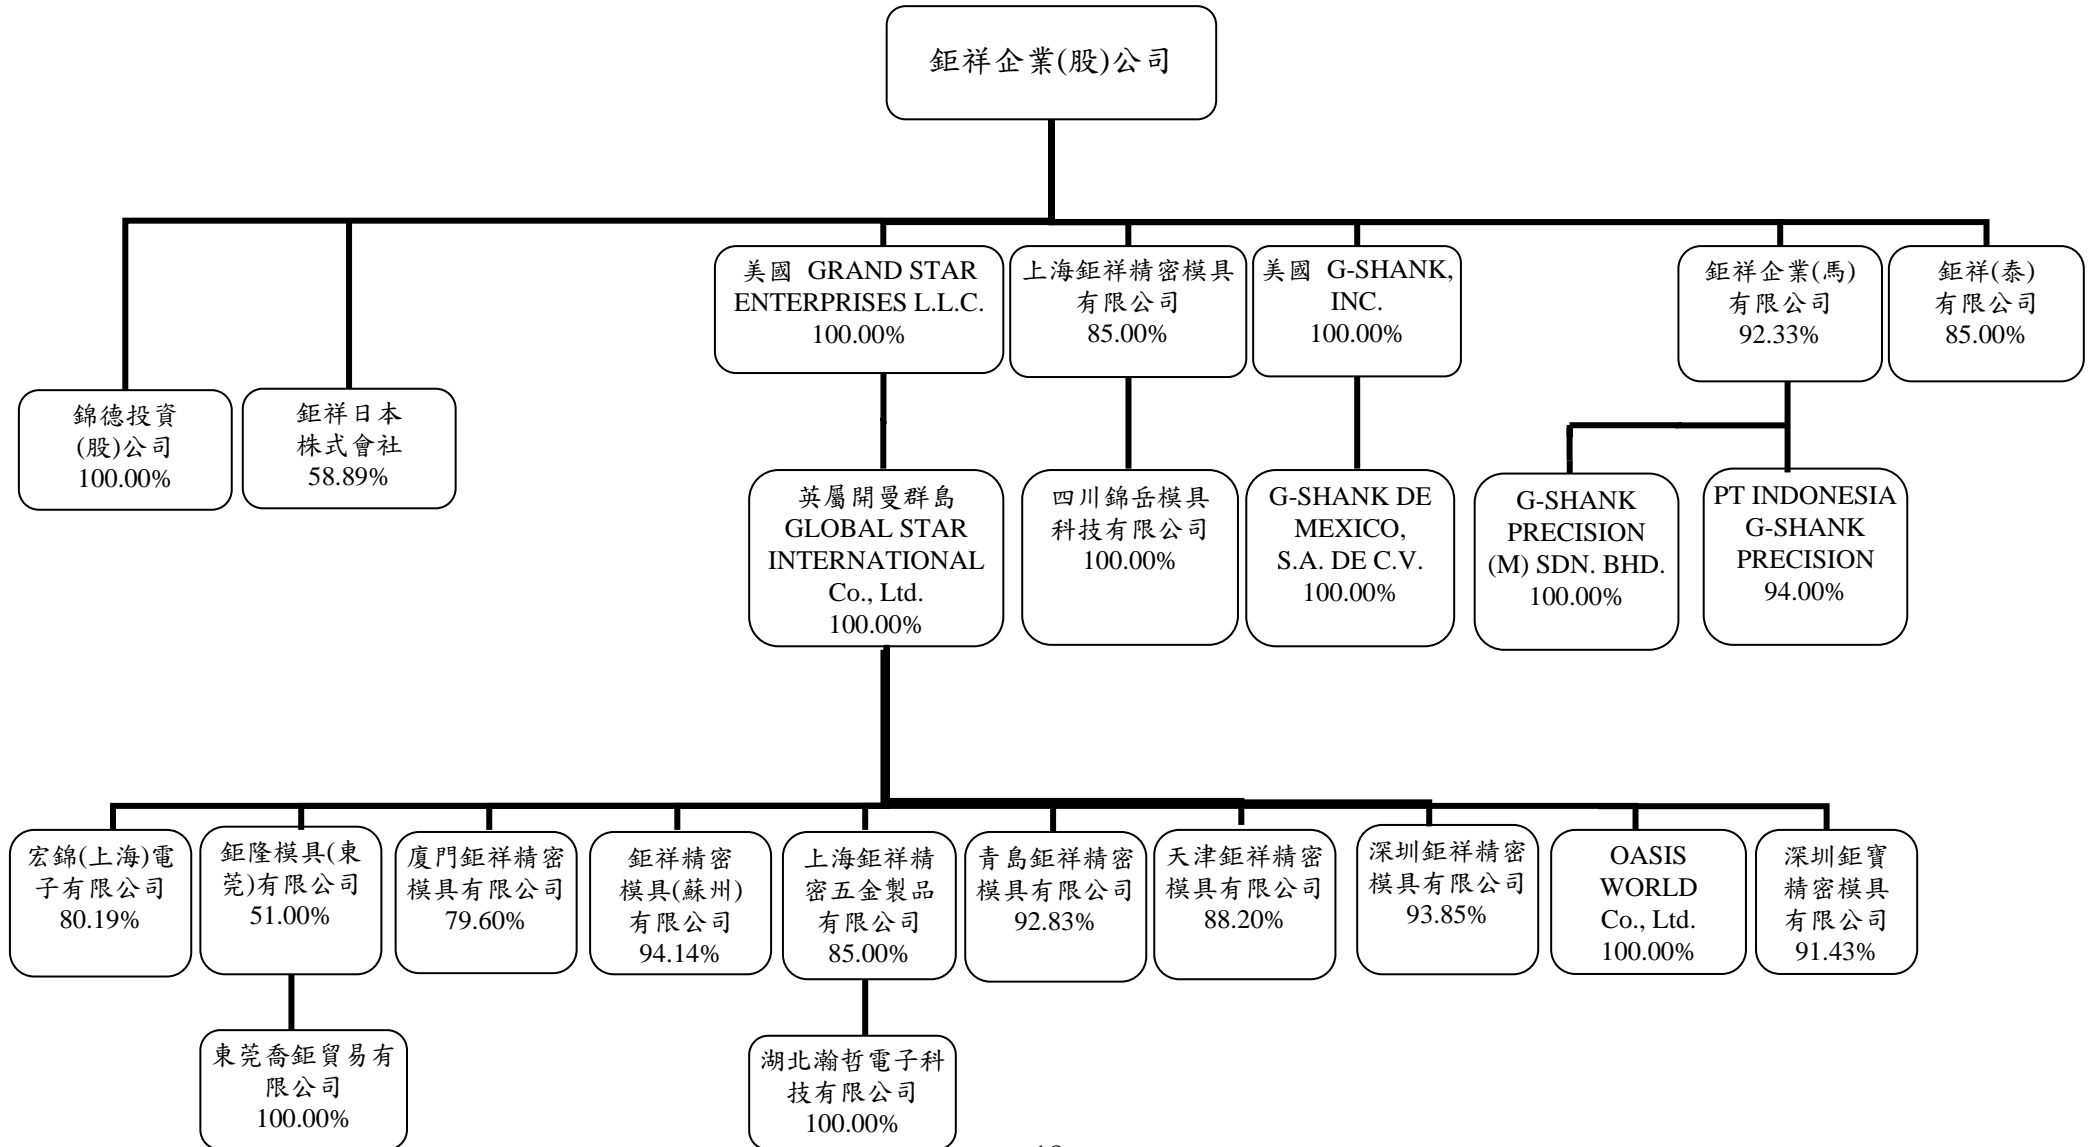 鉅祥企業(股)公司
美國 GRAND STAR
ENTERPRISES L.L.C.
100.00%
上海鉅祥精密模具
有限公司
85.00%
美國 G-SHANK,
INC.
100.00%
鉅祥企業(馬)
有限公司
92.33%
鉅祥(泰)
有限公司
85.00%
錦德投資
(股)公司
100.00%
鉅祥日本
株式會社
58.89%
英屬開曼群島
GLOBAL STAR
INTERNATIONAL
Co., Ltd.
100.00%
四川錦岳模具
科技有限公司
100.00%
G-SHANK DE
MEXICO,
S.A. DE C.V.
100.00%
G-SHANK
PRECISION
(M) SDN. BHD.
100.00%
PT INDONESIA
G-SHANK
PRECISION
94.00%
宏錦(上海)電
子有限公司
80.19%
鉅隆模具(東
莞)有限公司
51.00%
廈門鉅祥精密
模具有限公司
79.60%
鉅祥精密
模具(蘇州)
有限公司
94.14%
上海鉅祥精
密五金製品
有限公司
85.00%
青島鉅祥精密
模具有限公司
92.83%
天津鉅祥精密
模具有限公司
88.20%
深圳鉅祥精密
模具有限公司
93.85%
OASIS
WORLD
Co., Ltd.
100.00%
深圳鉅寶
精密模具
有限公司
91.43%
東莞喬鉅貿易有
限公司
100.00%
湖北瀚哲電子科
技有限公司
100.00%